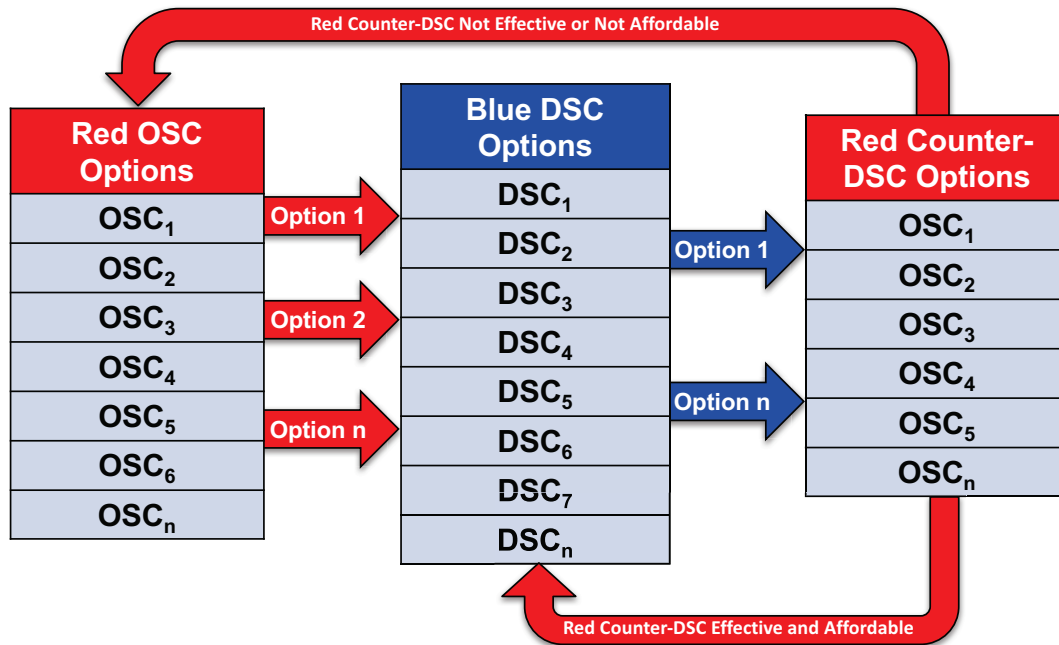 Red Counter-DSC Not Effective or Not Affordable
Red OSC
Options
OSC₁
OSC₂
OSC₃
OSC₄
OSC₅
OSC₆
OSCₙ
Option 1
Option 2
Option n
Blue DSC
Options
DSC₁
DSC₂
DSC₃
DSC₄
DSC₅
DSC₆
DSC₇
DSCₙ
Option 1
Option n
Red Counter-
DSC Options
OSC₁
OSC₂
OSC₃
OSC₄
OSC₅
OSCₙ
Red Counter-DSC Effective and Affordable